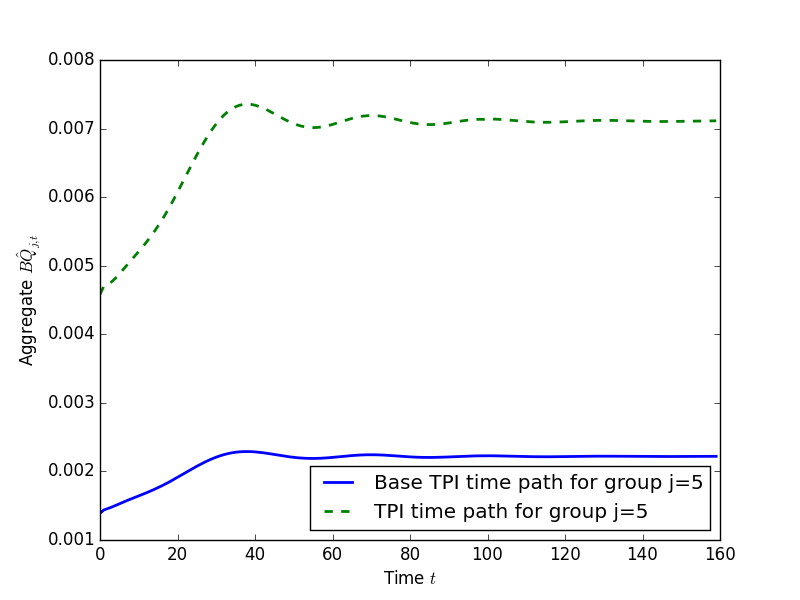 0.008
0.007
0.006
0.005
0.004
0.003
0.002
0.001
Aggregate $\hat{BQ}_{j,t}$
Base TPI time path for group j=5
TPI time path for group j=5
0 20 40 60 80 100 120 140 160
Time t